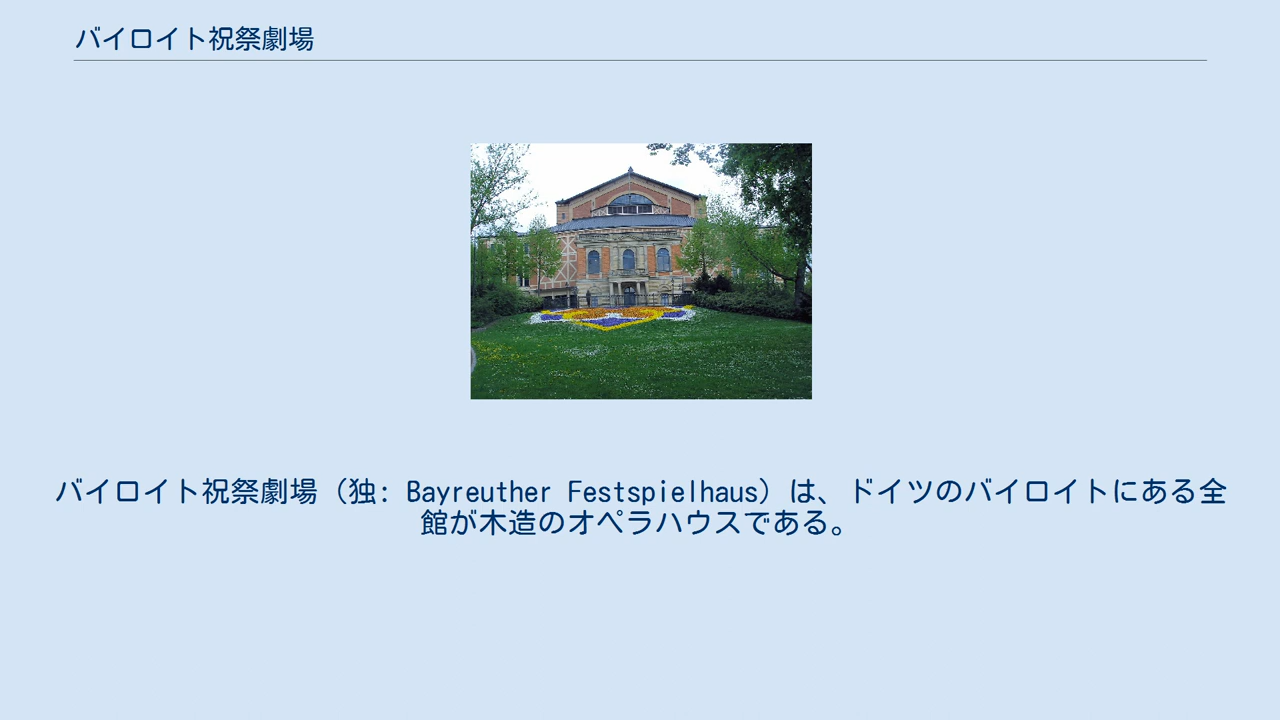 バイロイト祝祭劇場
バイロイト祝祭劇場（独: Bayreuther Festspielhaus）は、ドイツのバイロイトにある全
館が木造のオペラハウスである。